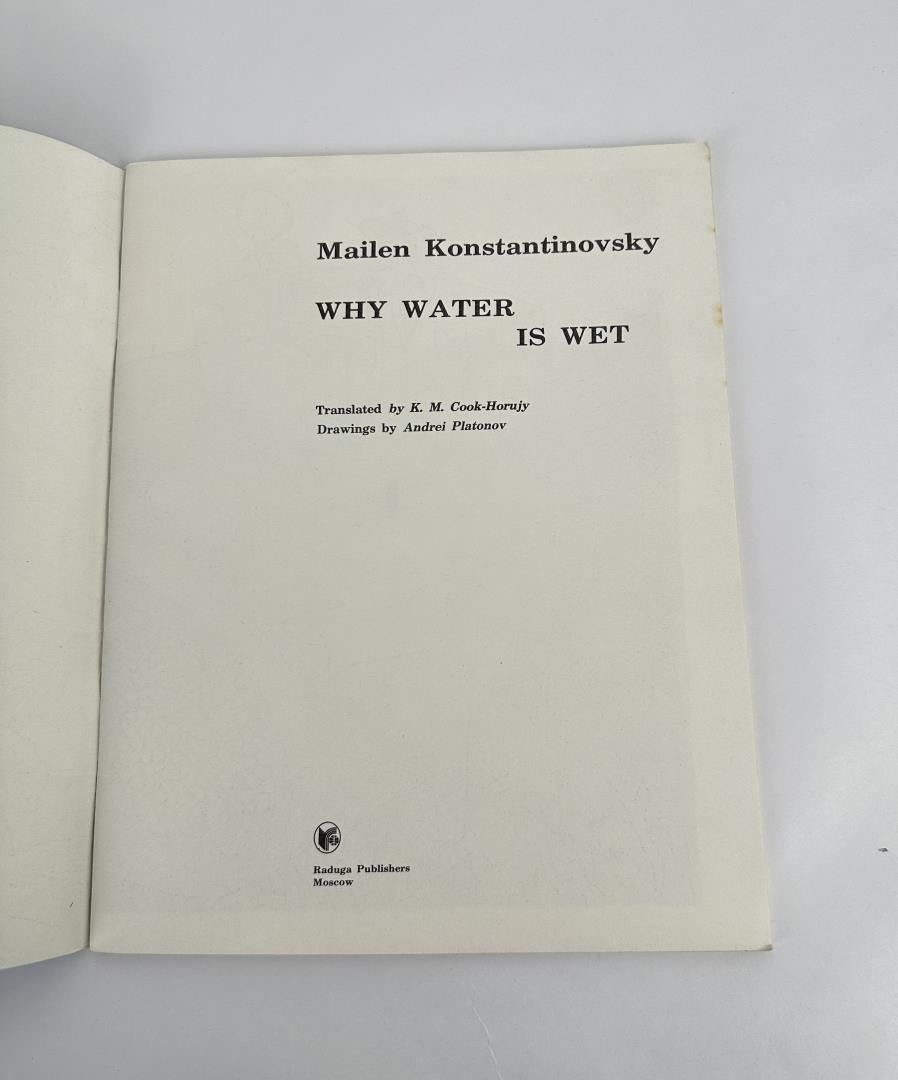 Mailen Konstantinovsky
WHY WATER
IS WET
Translated by K. M. Cook-Horujy
Drawings by Andrei Platonov
Raduga Publishers
Moscow